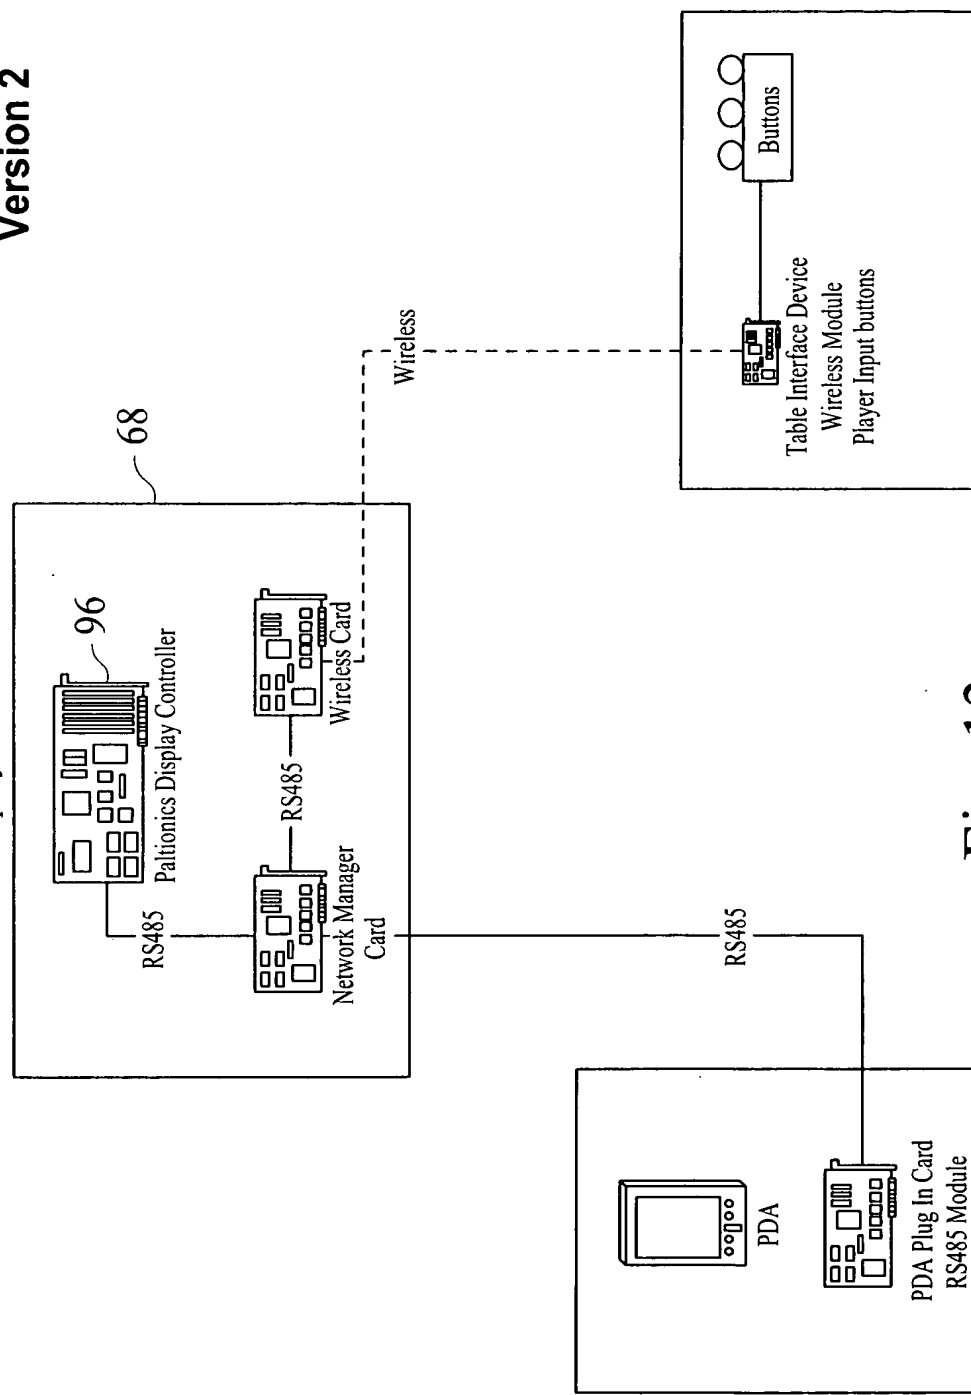 Version 2
68
96
Paltionics Display Controller
RS485
RS485
Wireless Card
Network Manager
Card
Wireless
RS485
Buttons
Table Interface Device
Wireless Module
Player Input buttons
PDA
PDA Plug In Card
RS485 Module